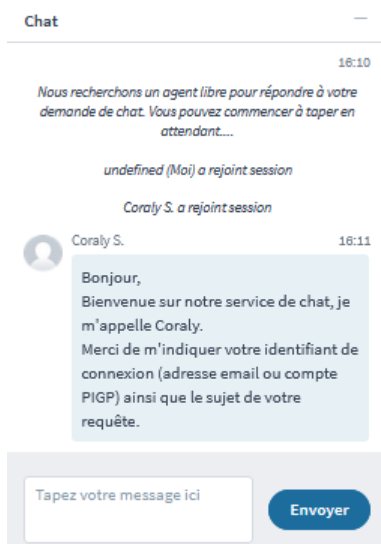 Chat
16:10
Nous recherchons un agent libre pour répondre à votre
demande de chat. Vous pouvez commencer à taper en
attendant....
undefined (Moi) a rejoint session
Coraly S. a rejoint session
Coraly S.
16:11
Bonjour,
Bienvenue sur notre service de chat, je
m'appelle Coraly.
Merci de m'indiquer votre identifiant de
connexion (adresse email ou compte
PIGP) ainsi que le sujet de votre
requête.
Tapez votre message ici
Envoyer